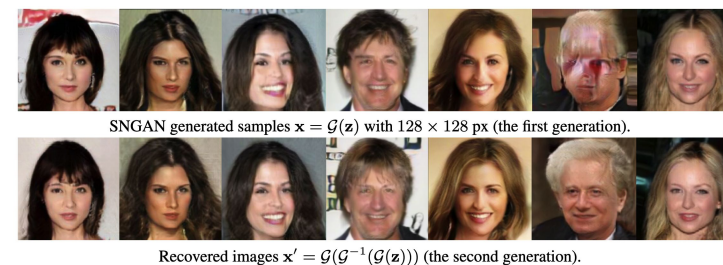 SNGAN generated samples x = G(z) with 128 × 128 px (the first generation).
Recovered images x′ = G(G⁻¹(G(z))) (the second generation).